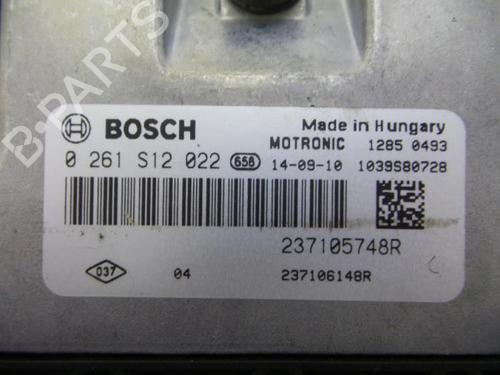 B-PARTS
BOSCH
Made in Hungary
MOTRONIC 1285 0493
0 261 S12 022 656 14-09-10 1039S80728
237105748R
037 04 237106148R